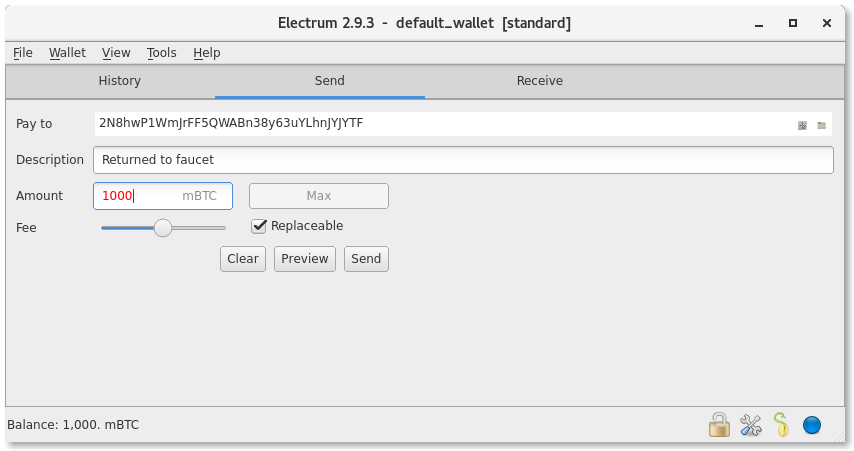 Electrum 2.9.3 - default_wallet [standard]
File Wallet View Tools Help
History Send Receive
Pay to 2N8hwP1WmJrFF5QWABn38y63uYLhnJYJYTF
Description Returned to faucet
Amount 1000 mBTC Max
Fee Replaceable
Clear Preview Send
Balance: 1,000. mBTC